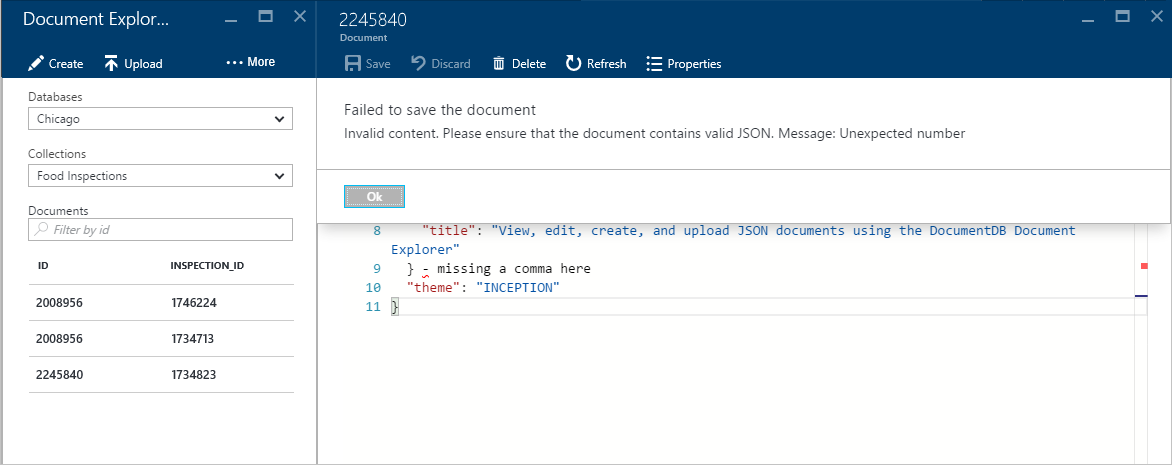 Document Explor...
Create
Upload
... More
Databases
Chicago
Collections
Food Inspections
Documents
Filter by id
ID INSPECTION_ID
2008956 1746224
2008956 1734713
2245840 1734823
2245840
Document
Save
Discard
Delete
Refresh
Properties
Failed to save the document
Invalid content. Please ensure that the document contains valid JSON. Message: Unexpected number
Ok
8 "title": "View, edit, create, and upload JSON documents using the DocumentDB Document
Explorer"
9 } - missing a comma here
10 "theme": "INCEPTION"
11 }